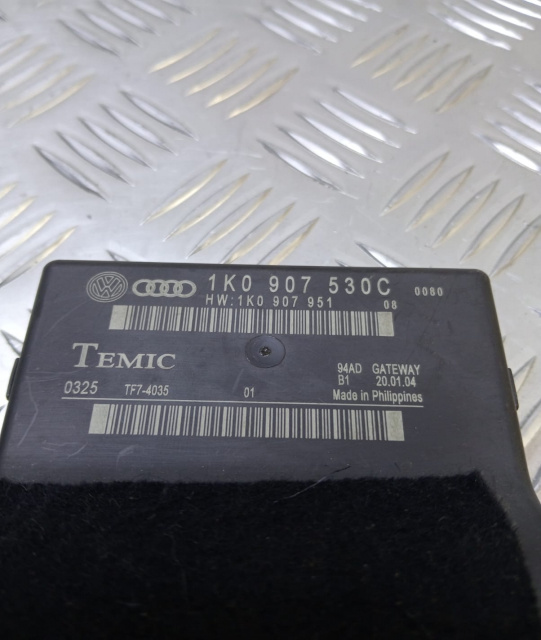 1K0 907 530C 0080
HW:1K0 907 951 08
TEMIC
94AD GATEWAY
B1 20.01.04
0325 TF7-4035 01 Made in Philippines